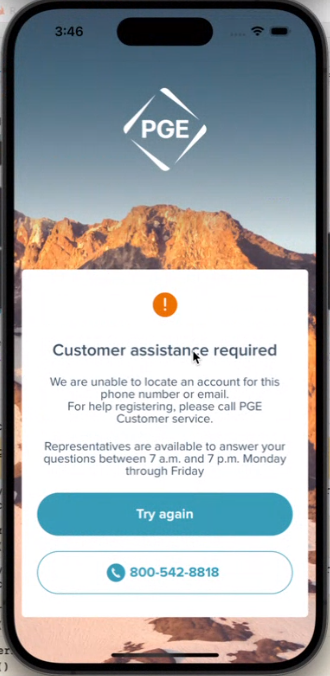 3:46
PGE
!
Customer assistance required
We are unable to locate an account for this
phone number or email.
For help registering, please call PGE
Customer service.
Representatives are available to answer your
questions between 7 a.m. and 7 p.m. Monday
through Friday
Try again
800-542-8818